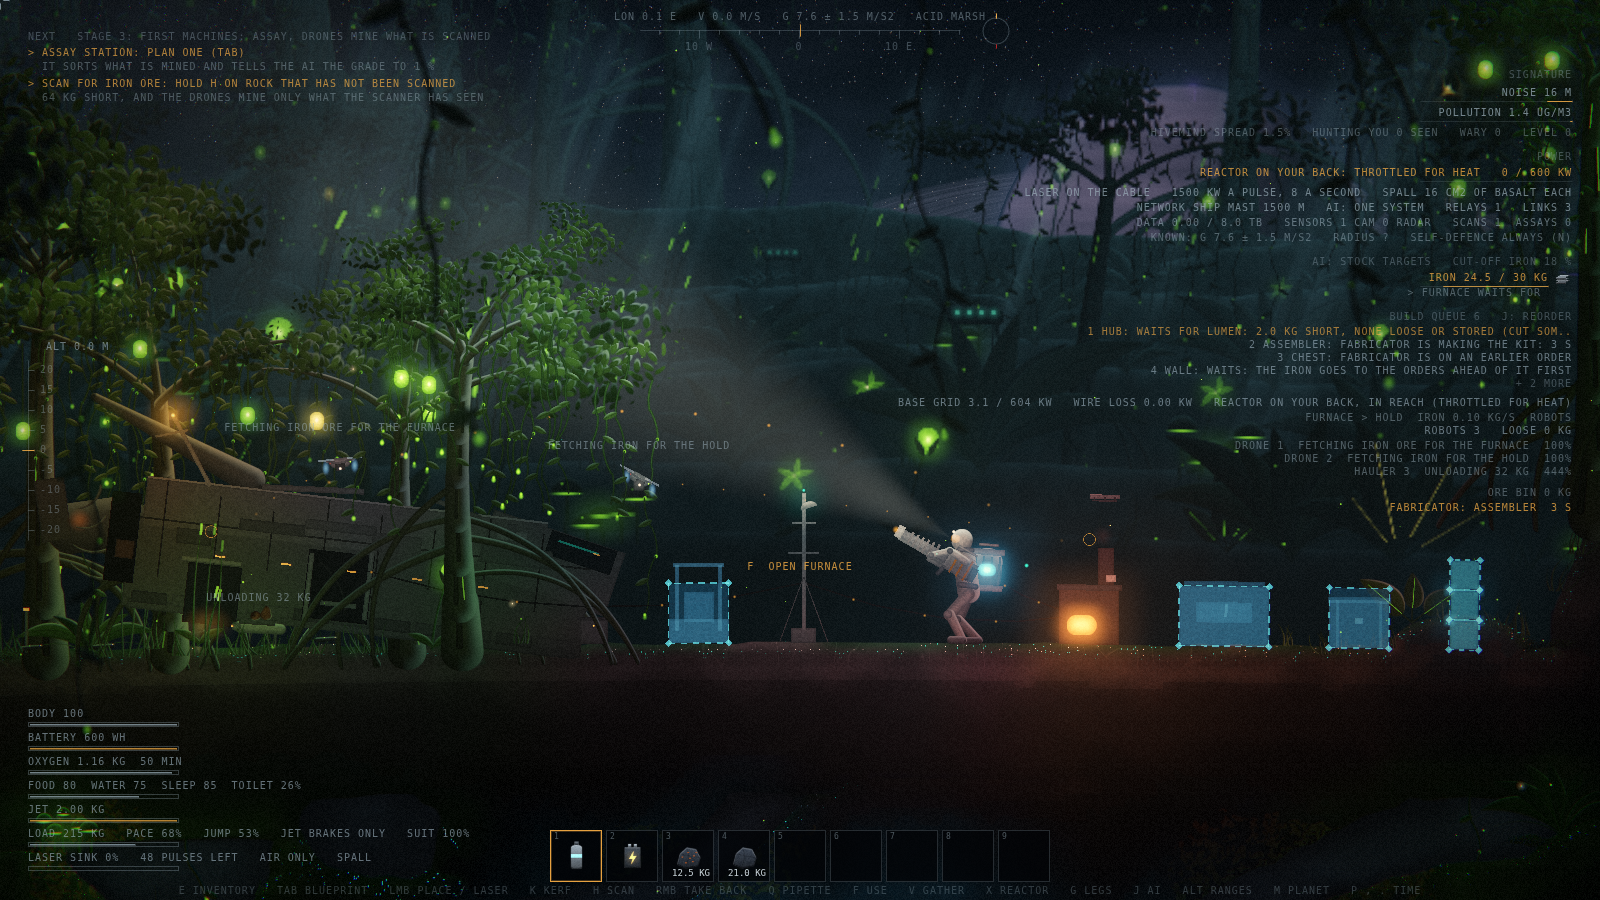 LON 0.1 E   V 0.0 M/S   G 7.6 ± 1.5 M/S2   ACID MARSH
10 W   0   10 E
NEXT   STAGE 3: FIRST MACHINES: ASSAY, DRONES MINE WHAT IS SCANNED
> ASSAY STATION: PLAN ONE (TAB)
IT SORTS WHAT IS MINED AND TELLS THE AI THE GRADE TO
> SCAN FOR IRON ORE: HOLD H ON ROCK THAT HAS NOT BEEN SCANNED
64 KG SHORT, AND THE DRONES MINE ONLY WHAT THE SCANNER HAS SEEN
SIGNATURE
NOISE 16 M
POLLUTION 1.4 UG/M3
HIVEMIND SPREAD 1.5%   HUNTING YOU 0 SEEN   WARY 0   LEVEL 0
POWER
REACTOR ON YOUR BACK: THROTTLED FOR HEAT   0 / 600 KW
LASER ON THE CABLE   1500 KW A PULSE, 8 A SECOND   SPALL 16 CM2 OF BASALT EACH
NETWORK SHIP MAST 1500 M   AI: ONE SYSTEM   RELAYS 1   LINKS 3
DATA 0.00 / 8.0 TB   SENSORS 1 CAM 0 RADAR   SCANS 1   ASSAYS 0
KNOWN: G 7.6 ± 1.5 M/S2   RADIUS ?   SELF-DEFENCE ALWAYS (N)
AI: STOCK TARGETS   CUT-OFF IRON 18
IRON 24.5 / 30 KG
> FURNACE WAITS FOR
BUILD QUEUE 6   J: REORDER
1 HUB: WAITS FOR LUMEN: 2.0 KG SHORT, NONE LOOSE OR STORED (CUT SOM..
2 ASSEMBLER: FABRICATOR IS MAKING THE KIT: 3 S
3 CHEST: FABRICATOR IS ON AN EARLIER ORDER
4 WALL: WAITS: THE IRON GOES TO THE ORDERS AHEAD OF IT FIRST
+ 2 MORE
BASE GRID 3.1 / 604 KW   WIRE LOSS 0.00 KW   REACTOR ON YOUR BACK, IN REACH (THROTTLED FOR HEAT)
FURNACE > HOLD   IRON 0.10 KG/S   ROBOTS
ROBOTS 3   LOOSE 0 KG
DRONE 1   FETCHING IRON ORE FOR THE FURNACE   100%
DRONE 2   FETCHING IRON FOR THE HOLD   100%
HAULER 3   UNLOADING 32 KG   444%
ORE BIN 0 KG
FABRICATOR: ASSEMBLER   3 S
ALT 0.0 M
20
15
10
5
0
-5
-10
-15
-20
FETCHING IRON ORE FOR THE FURNACE
FETCHING IRON FOR THE HOLD
F   OPEN FURNACE
UNLOADING 32 KG
BODY 100
BATTERY 600 WH
OXYGEN 1.16 KG   50 MIN
FOOD 80   WATER 75   SLEEP 85   TOILET 26%
JET 2.00 KG
LOAD 215 KG   PACE 68%   JUMP 53%   JET BRAKES ONLY   SUIT 100%
LASER SINK 0%   48 PULSES LEFT   AIR ONLY   SPALL
1   2   3   4   5   6   7   8   9
12.5 KG   21.0 KG
E INVENTORY   TAB BLUEPRINT   LMB PLACE / LASER   K KERF   H SCAN   RMB TAKE BACK   Q PIPETTE   F USE   V GATHER   X REACTOR   G LEGS   J AI   ALT RANGES   M PLANET   P   TIME